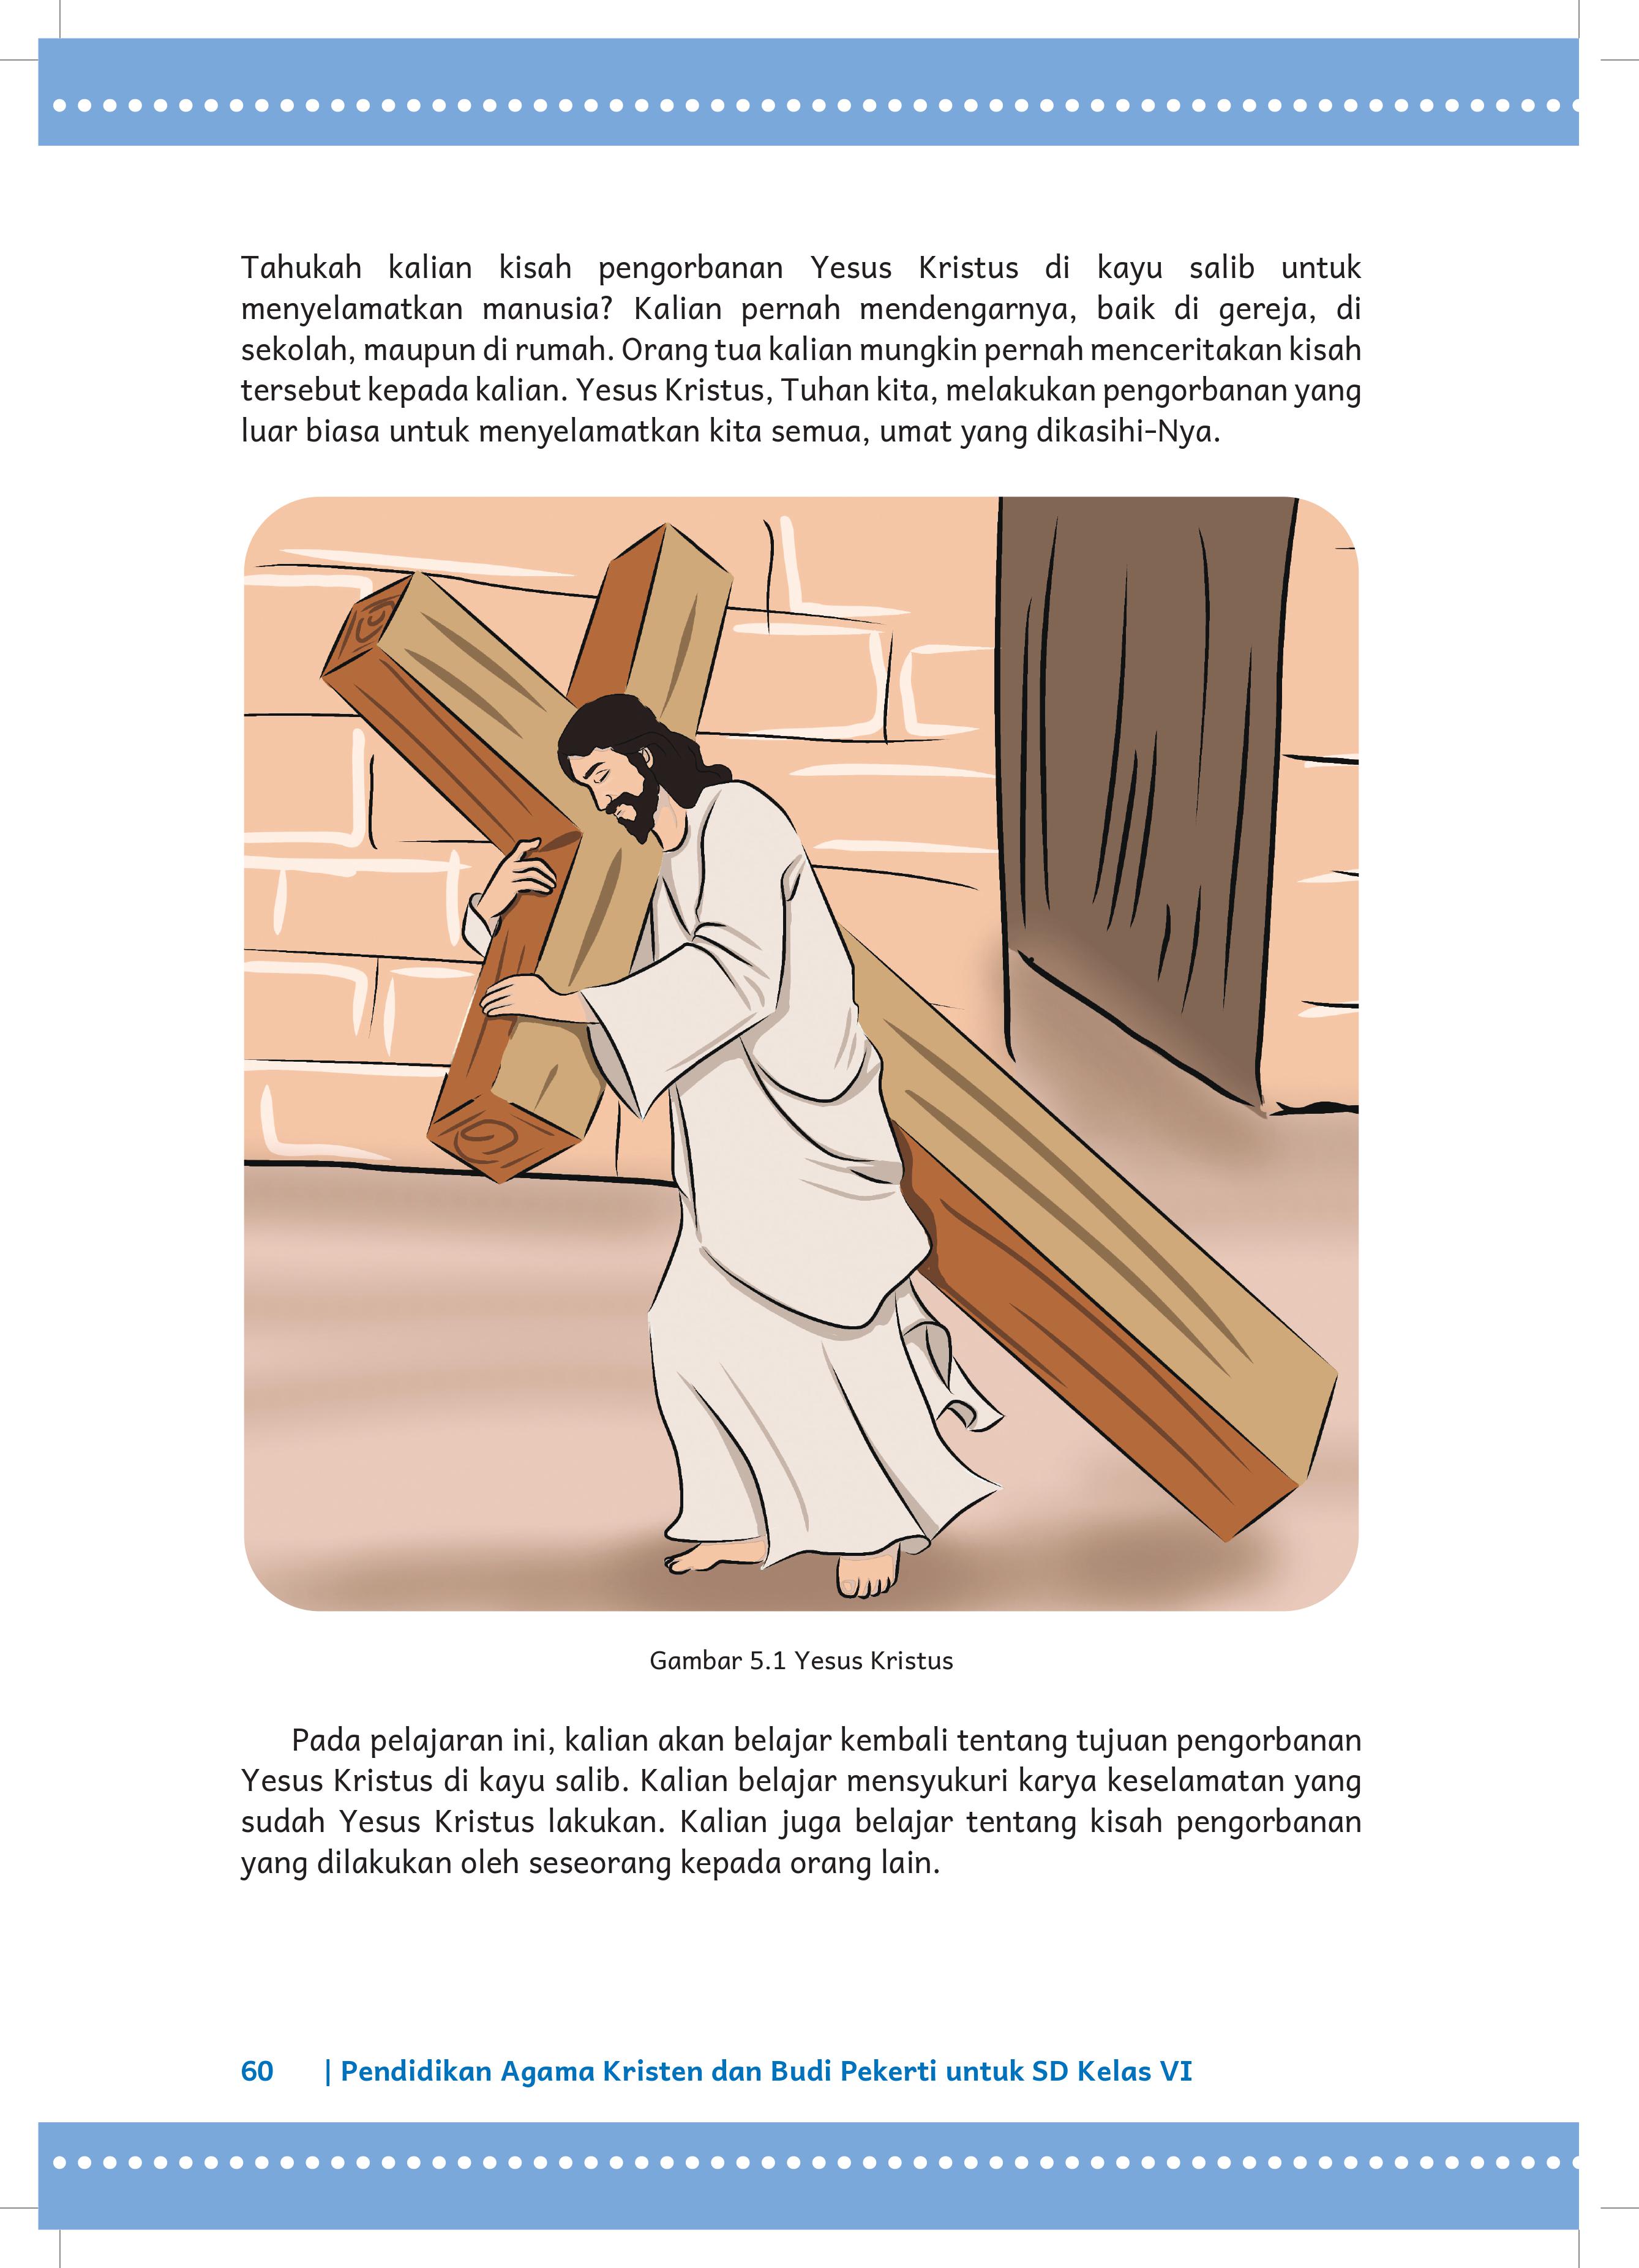 Tahukah kalian kisah pengorbanan Yesus Kristus di kayu salib untuk
menyelamatkan manusia? Kalian pernah mendengarnya, baik di gereja, di
sekolah, maupun di rumah. Orang tua kalian mungkin pernah menceritakan kisah
tersebut kepada kalian. Yesus Kristus, Tuhan kita, melakukan pengorbanan yang
luar biasa untuk menyelamatkan kita semua, umat yang dikasihi-Nya.
Gambar 5.1 Yesus Kristus
Pada pelajaran ini, kalian akan belajar kembali tentang tujuan pengorbanan
Yesus Kristus di kayu salib. Kalian belajar mensyukuri karya keselamatan yang
sudah Yesus Kristus lakukan. Kalian juga belajar tentang kisah pengorbanan
yang dilakukan oleh seseorang kepada orang lain.
60 | Pendidikan Agama Kristen dan Budi Pekerti untuk SD Kelas VI